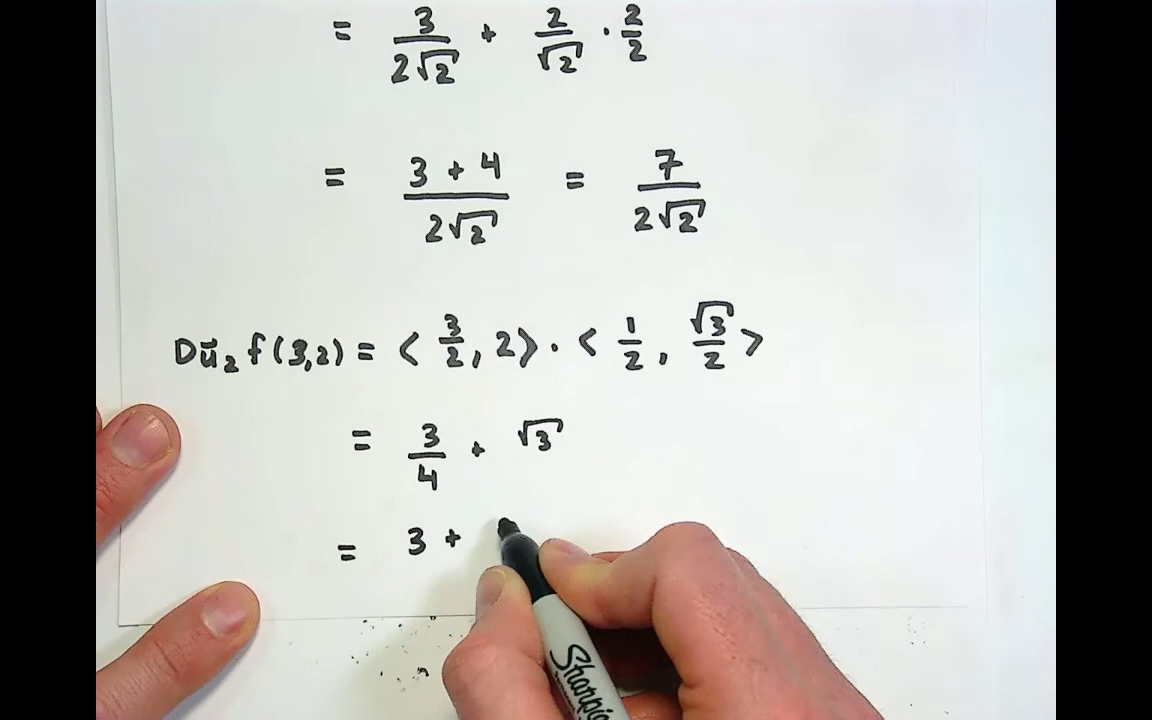 = 3/(2√2) + 2/√2 · 2/2
= (3 + 4)/(2√2) = 7/(2√2)
Dū₂ f(3,2) = ⟨ 3/2, 2⟩ · ⟨ 1/2, √3/2 ⟩
= 3/4 + √3
= 3 +
Sharpie